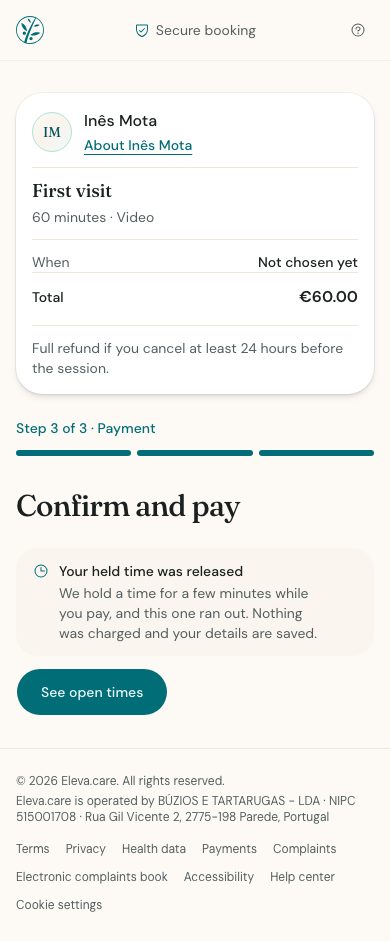 Secure booking
IM
Inês Mota
About Inês Mota
First visit
60 minutes · Video
When
Not chosen yet
Total
€60.00
Full refund if you cancel at least 24 hours before
the session.
Step 3 of 3 · Payment
Confirm and pay
Your held time was released
We hold a time for a few minutes while
you pay, and this one ran out. Nothing
was charged and your details are saved.
See open times
© 2026 Eleva.care. All rights reserved.
Eleva.care is operated by BÚZIOS E TARTARUGAS - LDA · NIPC
515001708 · Rua Gil Vicente 2, 2775-198 Parede, Portugal
Terms Privacy Health data Payments Complaints
Electronic complaints book Accessibility Help center
Cookie settings